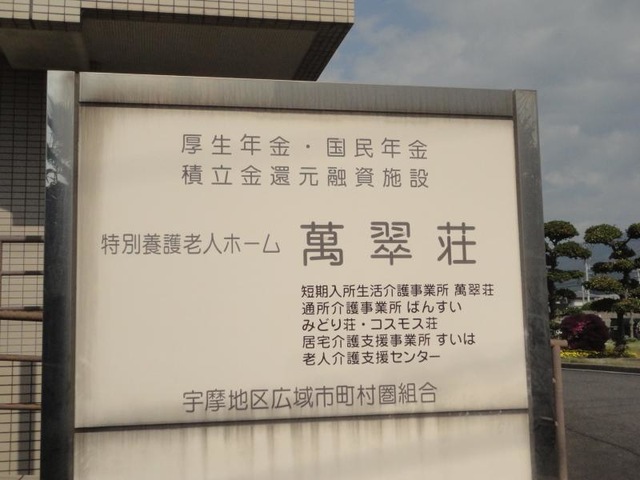 厚生年金・国民年金
積立金還元融資施設
特別養護老人ホーム 萬翠荘
短期入所生活介護事業所 萬翠荘
通所介護事業所 ばんすい
みどり荘・コスモス荘
居宅介護支援事業所 すいは
老人介護支援センター
宇摩地区広域市町村圏組合